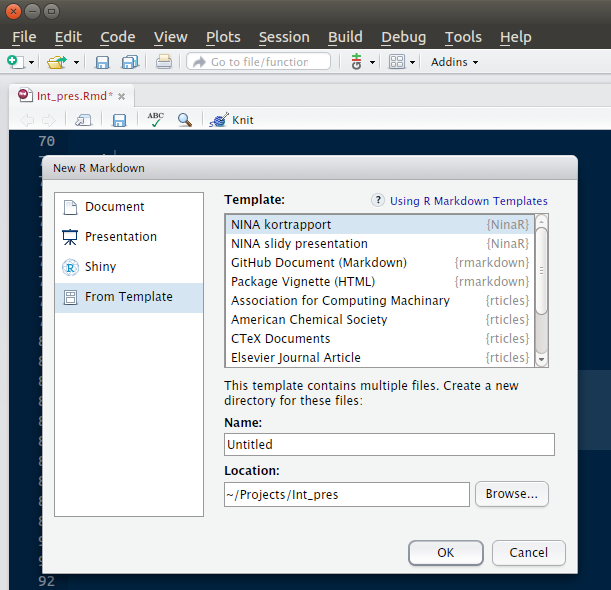 File Edit Code View Plots Session Build Debug Tools Help
Go to file/function Addins
Int_pres.Rmd*
ABC Knit
70
New R Markdown
Document
Presentation
R Shiny
From Template
Template: ? Using R Markdown Templates
NINA kortrapport {NinaR}
NINA slidy presentation {NinaR}
GitHub Document (Markdown) {rmarkdown}
Package Vignette (HTML) {rmarkdown}
Association for Computing Machinary {rticles}
American Chemical Society {rticles}
CTeX Documents {rticles}
Elsevier Journal Article {rticles}
This template contains multiple files. Create a new
directory for these files:
Name:
Untitled
Location:
~/Projects/Int_pres Browse...
OK Cancel
92